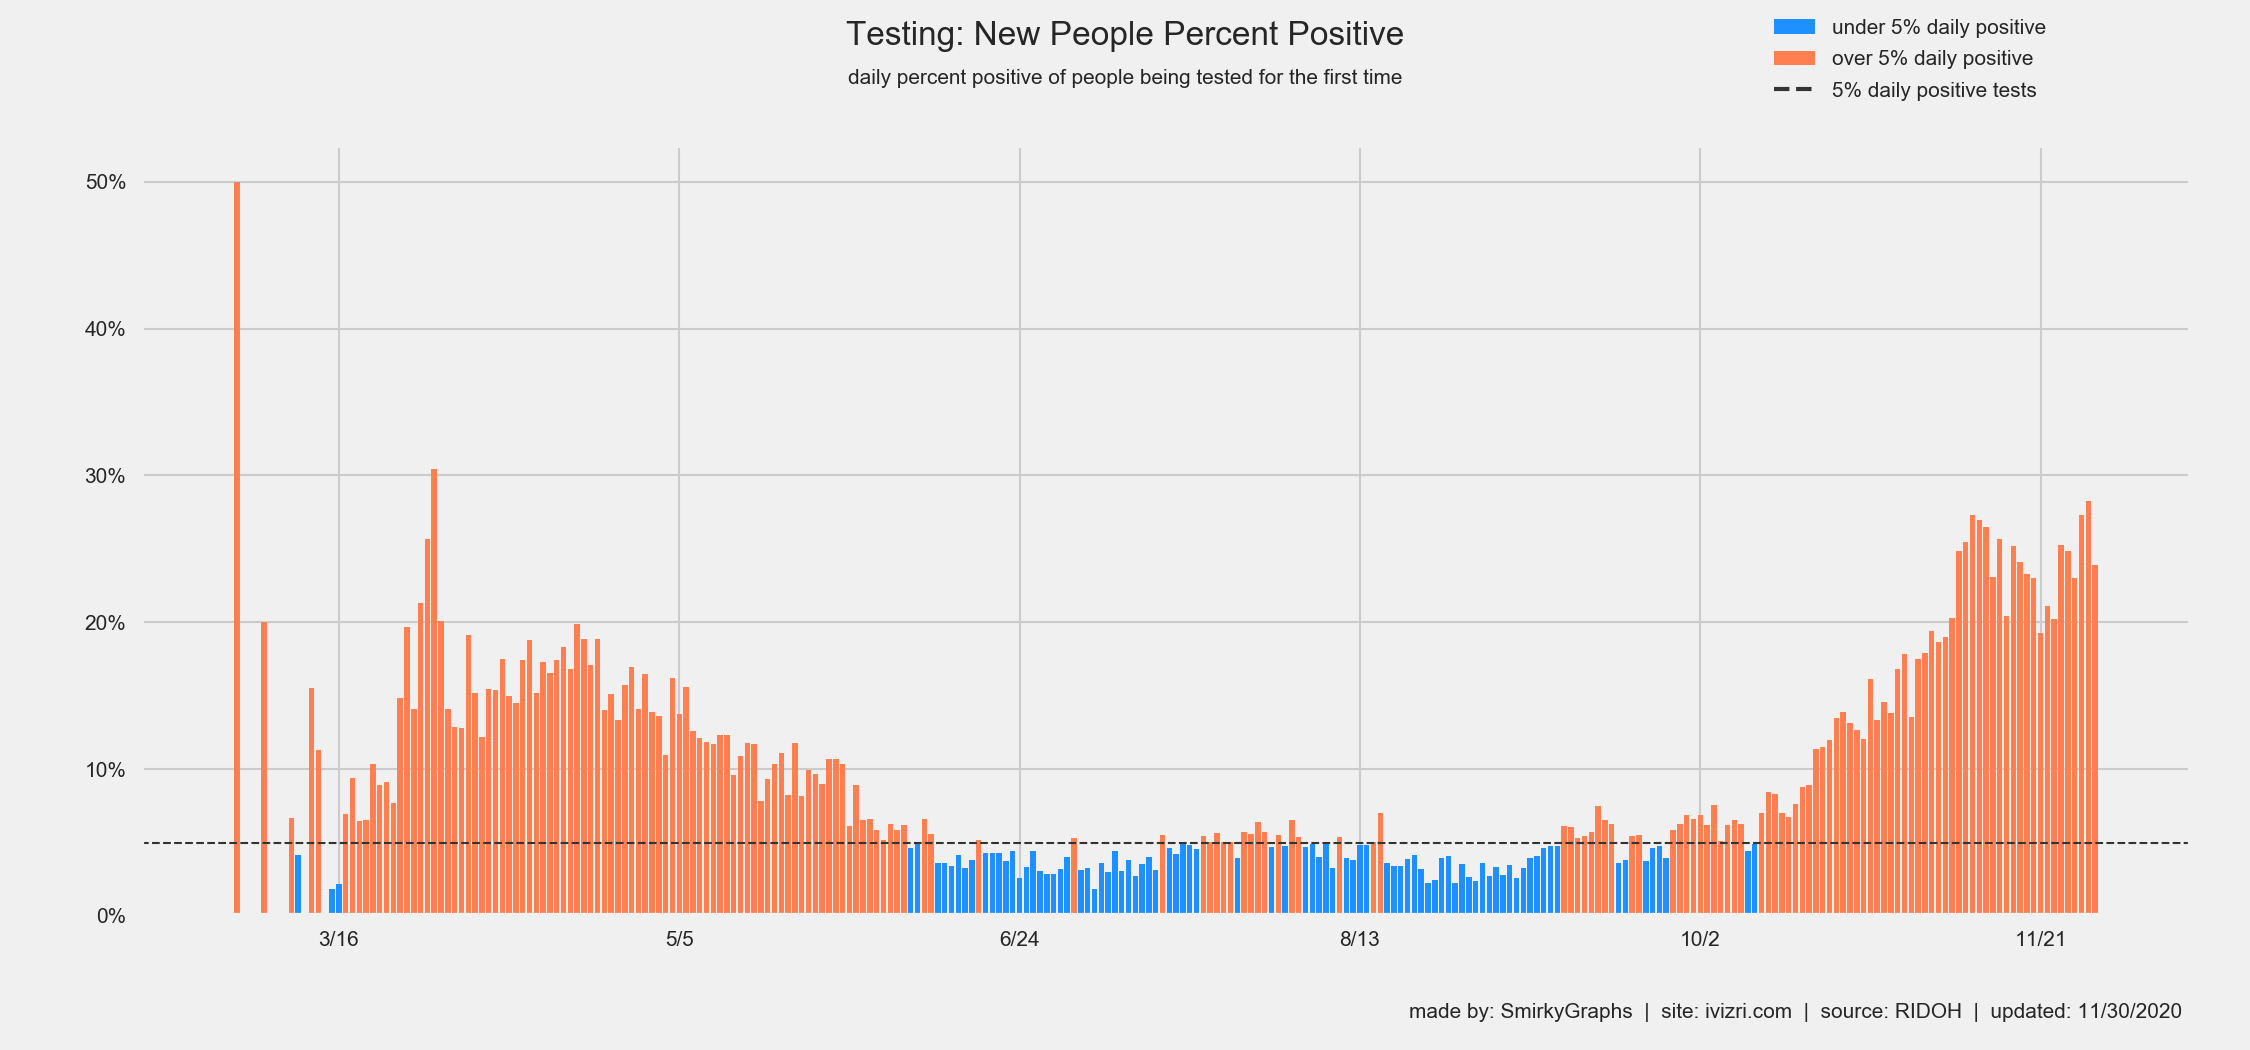 Testing: New People Percent Positive
daily percent positive of people being tested for the first time
under 5% daily positive
over 5% daily positive
5% daily positive tests
50%
40%
30%
20%
10%
0%
3/16 5/5 6/24 8/13 10/2 11/21
made by: SmirkyGraphs | site: ivizri.com | source: RIDOH | updated: 11/30/2020